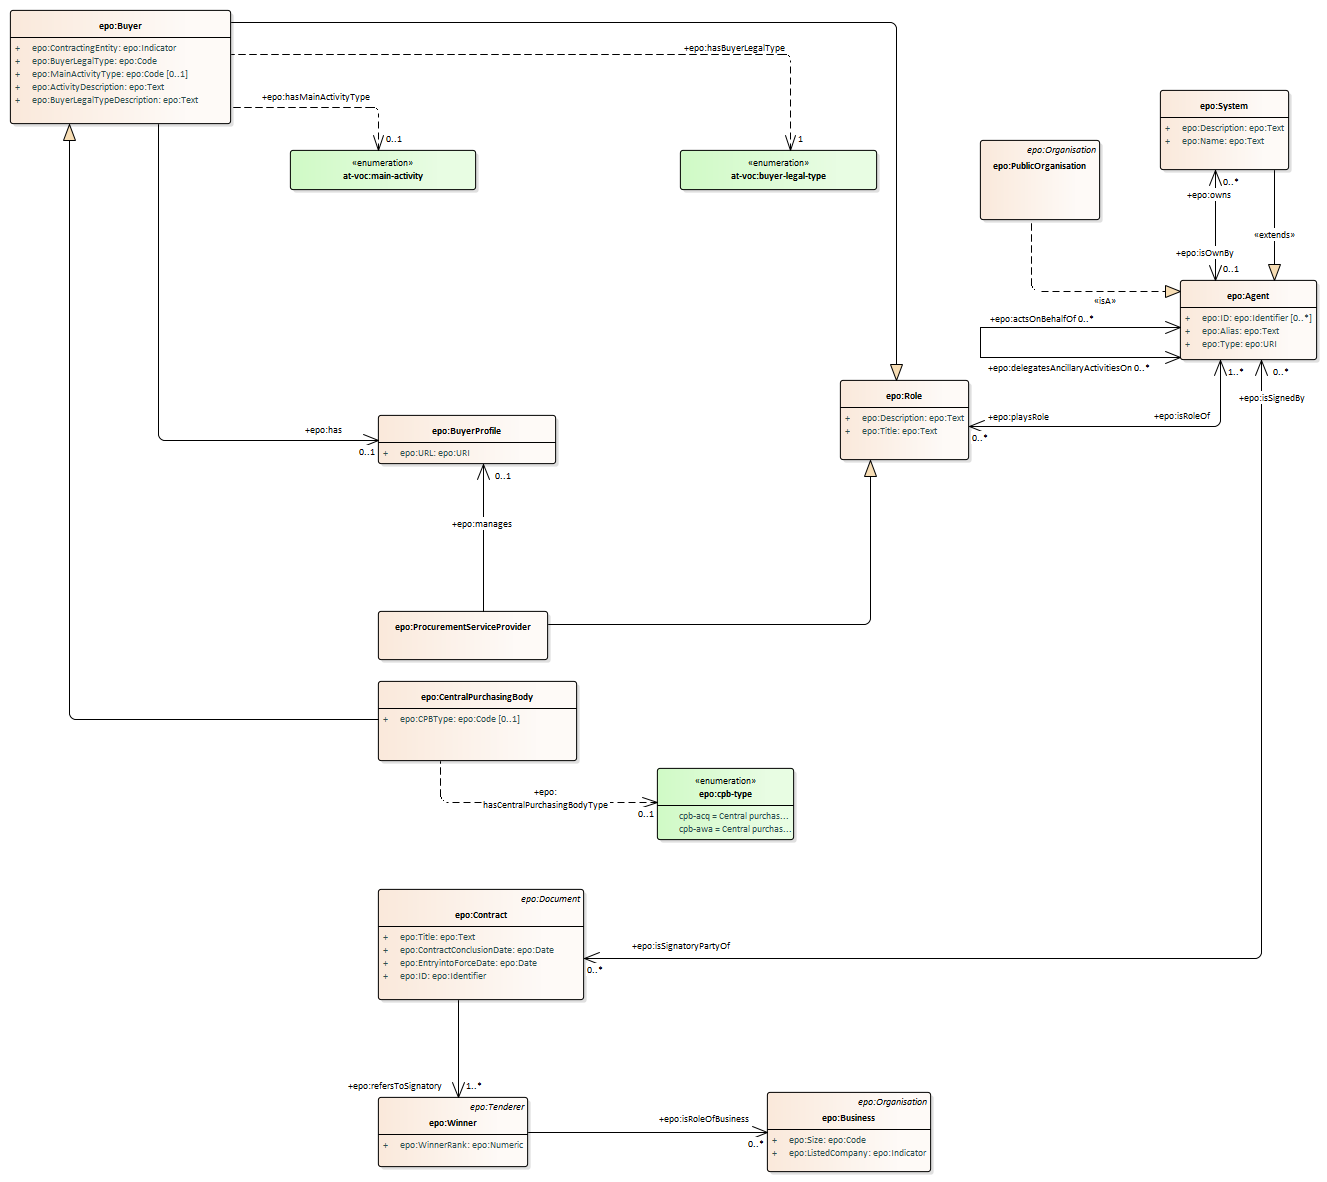 epo:Buyer
+ epo:ContractingEntity: epo:Indicator
+ epo:BuyerLegalType: epo:Code
+ epo:MainActivityType: epo:Code [0..1]
+ epo:ActivityDescription: epo:Text
+ epo:BuyerLegalTypeDescription: epo:Text
+epo:hasBuyerLegalType
1
+epo:hasMainActivityType
0..1
«enumeration»
at-voc:main-activity
«enumeration»
at-voc:buyer-legal-type
epo:Organisation
epo:PublicOrganisation
epo:System
+ epo:Description: epo:Text
+ epo:Name: epo:Text
0..*
+epo:owns
+epo:isOwnBy
0..1
«extends»
«isA»
epo:Agent
+ epo:ID: epo:Identifier [0..*]
+ epo:Alias: epo:Text
+ epo:Type: epo:URI
+epo:actsOnBehalfOf 0..*
+epo:delegatesAncillaryActivitiesOn 0..*
1..*
0..*
+epo:isSignedBy
epo:Role
+ epo:Description: epo:Text
+ epo:Title: epo:Text
+epo:playsRole
0..*
+epo:isRoleOf
+epo:has
0..1
epo:BuyerProfile
+ epo:URL: epo:URI
0..1
+epo:manages
epo:ProcurementServiceProvider
epo:CentralPurchasingBody
+ epo:CPBType: epo:Code [0..1]
+epo:
hasCentralPurchasingBodyType
0..1
«enumeration»
epo:cpb-type
cpb-acq = Central purchas...
cpb-awa = Central purchas...
epo:Document
epo:Contract
+ epo:Title: epo:Text
+ epo:ContractConclusionDate: epo:Date
+ epo:EntryintoForceDate: epo:Date
+ epo:ID: epo:Identifier
+epo:isSignatoryPartyOf
0..*
+epo:refersToSignatory
1..*
epo:Tenderer
epo:Winner
+ epo:WinnerRank: epo:Numeric
+epo:isRoleOfBusiness
0..*
epo:Organisation
epo:Business
+ epo:Size: epo:Code
+ epo:ListedCompany: epo:Indicator